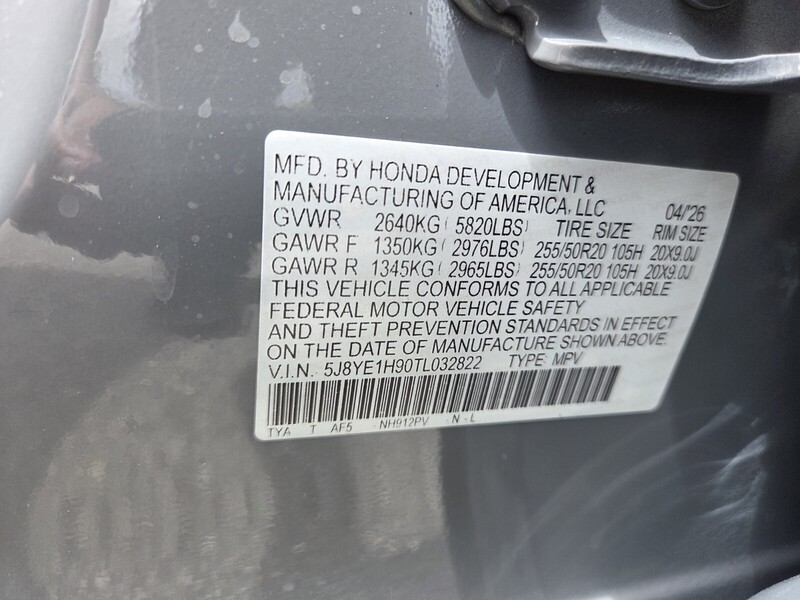 MFD. BY HONDA DEVELOPMENT &
MANUFACTURING OF AMERICA, LLC 04/'26
GVWR 2640KG ( 5820LBS) TIRE SIZE RIM SIZE
GAWR F 1350KG ( 2976LBS) 255/50R20 105H 20X9.0J
GAWR R 1345KG ( 2965LBS) 255/50R20 105H 20X9.0J
THIS VEHICLE CONFORMS TO ALL APPLICABLE
FEDERAL MOTOR VEHICLE SAFETY
AND THEFT PREVENTION STANDARDS IN EFFECT
ON THE DATE OF MANUFACTURE SHOWN ABOVE.
V.I.N. 5J8YE1H90TL032822 TYPE: MPV
TYA T AF5 NH912PV - N - L